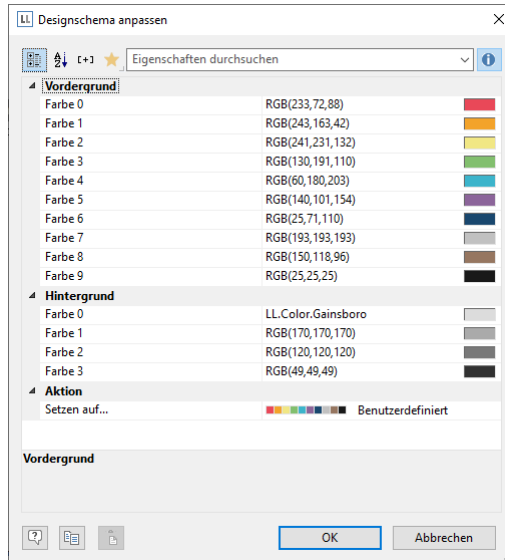 LL Designschema anpassen
Eigenschaften durchsuchen
Vordergrund
Farbe 0 RGB(233,72,88)
Farbe 1 RGB(243,163,42)
Farbe 2 RGB(241,231,132)
Farbe 3 RGB(130,191,110)
Farbe 4 RGB(60,180,203)
Farbe 5 RGB(140,101,154)
Farbe 6 RGB(25,71,110)
Farbe 7 RGB(193,193,193)
Farbe 8 RGB(150,118,96)
Farbe 9 RGB(25,25,25)
Hintergrund
Farbe 0 LL.Color.Gainsboro
Farbe 1 RGB(170,170,170)
Farbe 2 RGB(120,120,120)
Farbe 3 RGB(49,49,49)
Aktion
Setzen auf... Benutzerdefiniert
Vordergrund
OK Abbrechen